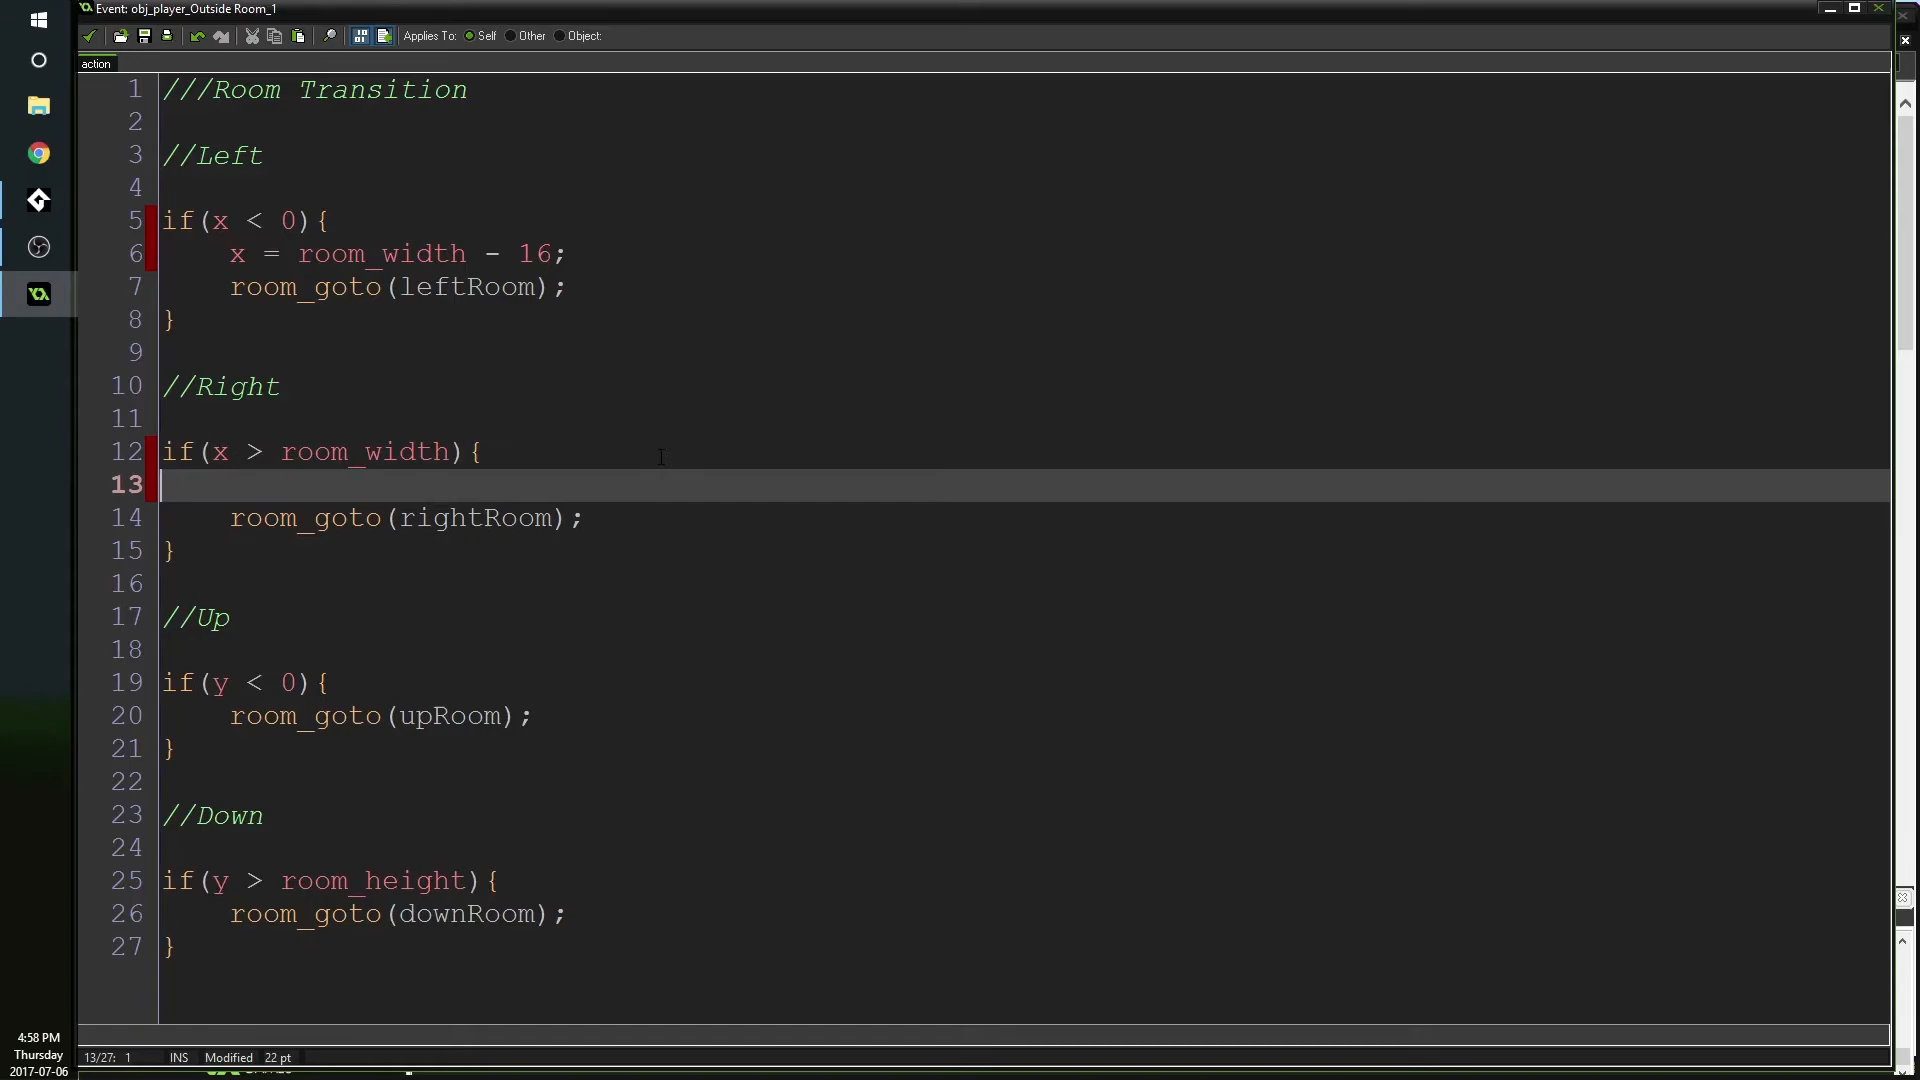 Event: obj_player_Outside Room_1
Applies To: Self Other Object:
action
1 ///Room Transition
2
3 //Left
4
5 if(x < 0){
6 x = room_width - 16;
7 room_goto(leftRoom);
8 }
9
10 //Right
11
12 if(x > room_width){
13
14 room_goto(rightRoom);
15 }
16
17 //Up
18
19 if(y < 0){
20 room_goto(upRoom);
21 }
22
23 //Down
24
25 if(y > room_height){
26 room_goto(downRoom);
27 }
4:58 PM
Thursday
2017-07-06
13/27: 1 INS Modified 22 pt